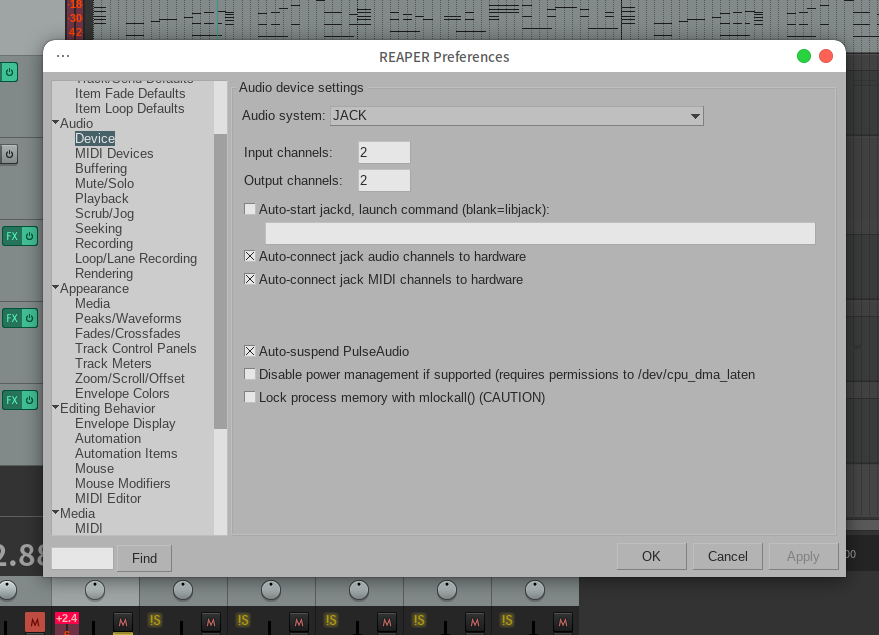 -18
-30
42
REAPER Preferences
Track/Send Defaults
Item Fade Defaults
Item Loop Defaults
Audio
Device
MIDI Devices
Buffering
Mute/Solo
Playback
Scrub/Jog
Seeking
Recording
Loop/Lane Recording
Rendering
Appearance
Media
Peaks/Waveforms
Fades/Crossfades
Track Control Panels
Track Meters
Zoom/Scroll/Offset
Envelope Colors
Editing Behavior
Envelope Display
Automation
Automation Items
Mouse
Mouse Modifiers
MIDI Editor
Media
MIDI
Find
Audio device settings
Audio system: JACK
Input channels: 2
Output channels: 2
Auto-start jackd, launch command (blank=libjack):
Auto-connect jack audio channels to hardware
Auto-connect jack MIDI channels to hardware
Auto-suspend PulseAudio
Disable power management if supported (requires permissions to /dev/cpu_dma_laten
Lock process memory with mlockall() (CAUTION)
OK Cancel Apply
FX
FX
FX
2.88
00
M +2.4 M !S M !S M !S M !S M !S M